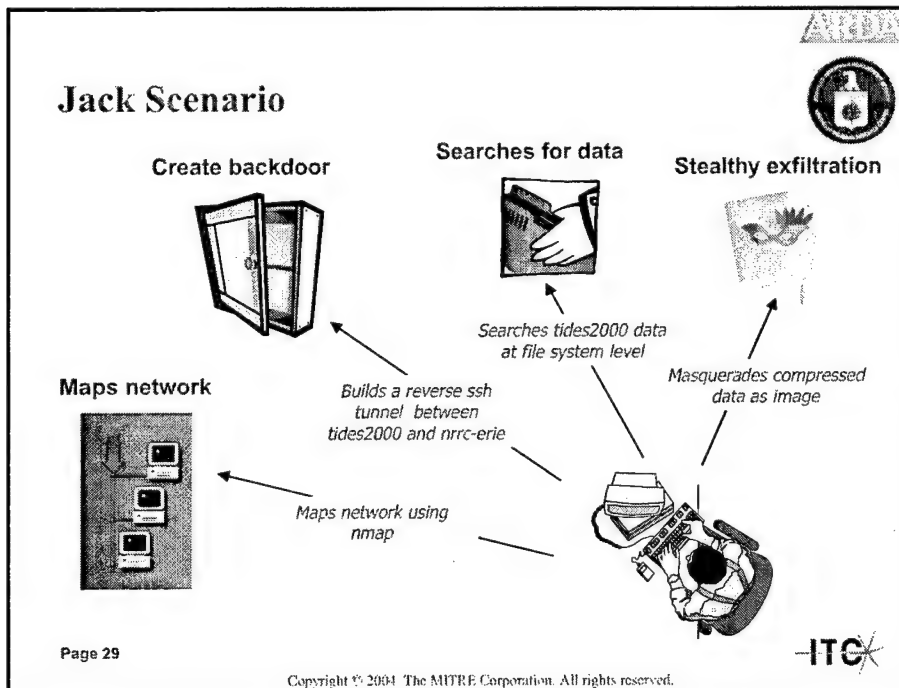 ARDA
Jack Scenario
Create backdoor
Searches for data
Stealthy exfiltration
Searches tides2000 data
at file system level
Masquerades compressed
data as image
Builds a reverse ssh
tunnel between
tides2000 and nrrc-erie
Maps network
Maps network using
nmap
Page 29
ITC
Copyright © 2004 The MITRE Corporation. All rights reserved.